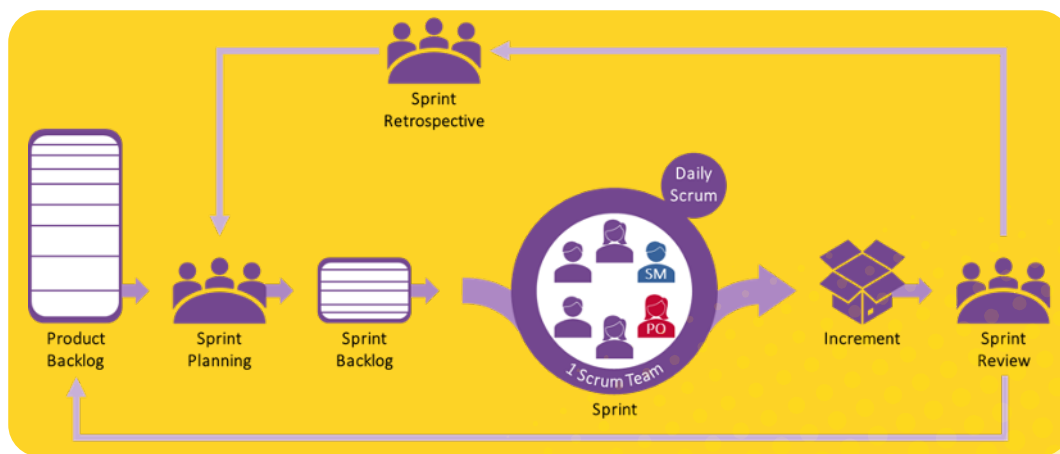 Sprint
Retrospective
Daily
Scrum
SM
PO
1 Scrum Team
Product
Backlog
Sprint
Planning
Sprint
Backlog
Sprint
Increment
Sprint
Review